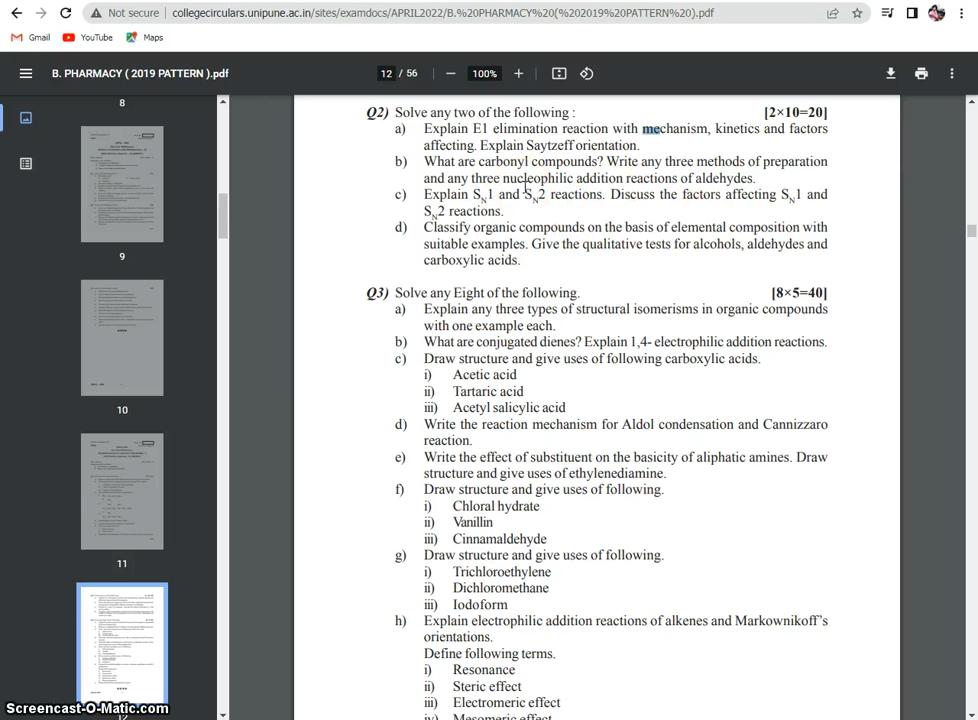 Not secure | collegecirculars.unipune.ac.in/sites/examdocs/APRIL2022/B.%20PHARMACY%20(%202019%20PATTERN%20).pdf
Gmail YouTube Maps
B. PHARMACY ( 2019 PATTERN ).pdf 12 / 56 100%
8
9
10
11
12
Q2) Solve any two of the following : [2×10=20]
a) Explain E1 elimination reaction with mechanism, kinetics and factors
affecting. Explain Saytzeff orientation.
b) What are carbonyl compounds? Write any three methods of preparation
and any three nucleophilic addition reactions of aldehydes.
c) Explain SN1 and SN2 reactions. Discuss the factors affecting SN1 and
SN2 reactions.
d) Classify organic compounds on the basis of elemental composition with
suitable examples. Give the qualitative tests for alcohols, aldehydes and
carboxylic acids.
Q3) Solve any Eight of the following. [8×5=40]
a) Explain any three types of structural isomerisms in organic compounds
with one example each.
b) What are conjugated dienes? Explain 1,4- electrophilic addition reactions.
c) Draw structure and give uses of following carboxylic acids.
i) Acetic acid
ii) Tartaric acid
iii) Acetyl salicylic acid
d) Write the reaction mechanism for Aldol condensation and Cannizzaro
reaction.
e) Write the effect of substituent on the basicity of aliphatic amines. Draw
structure and give uses of ethylenediamine.
f) Draw structure and give uses of following.
i) Chloral hydrate
ii) Vanillin
iii) Cinnamaldehyde
g) Draw structure and give uses of following.
i) Trichloroethylene
ii) Dichloromethane
iii) Iodoform
h) Explain electrophilic addition reactions of alkenes and Markownikoff's
orientations.
Define following terms.
i) Resonance
ii) Steric effect
iii) Electromeric effect
iv) Mesomeric effect
Screencast-O-Matic.com